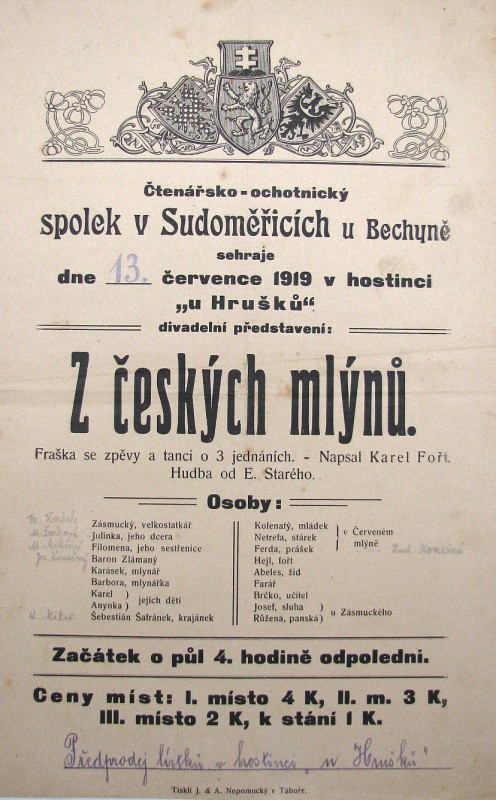 Čtenářsko-ochotnický
spolek v Sudoměřicích u Bechyně
sehraje
dne 13. července 1919 v hostinci
„u Hrušků“
divadelní představení:
Z českých mlýnů.
Fraška se zpěvy a tanci o 3 jednáních. - Napsal Karel Fořt.
Hudba od E. Starého.
Osoby:
Zásmucký, velkostatkář
Julinka, jeho dcera
Filomena, jeho sestřenice
Baron Zlámaný
Karásek, mlynář
Barbora, mlynářka
Karel
Anynka ) jejich děti
Šebestián Šafránek, krajánek
Kolenatý, mládek
Netrefa, stárek
Ferda, prášek
v Červeném
mlýně
Hejl, fořt
Abeles, žid
Farář
Brčko, učitel
Josef, sluha
Růžena, panská ) u Zásmuckého
Začátek o půl 4. hodině odpolední.
Ceny míst: I. místo 4 K, II. m. 3 K,
III. místo 2 K, k stání 1 K.
Předprodej lístků v hostinci „u Hrušků“
Tiskli J. & A. Nepomucký v Táboře.